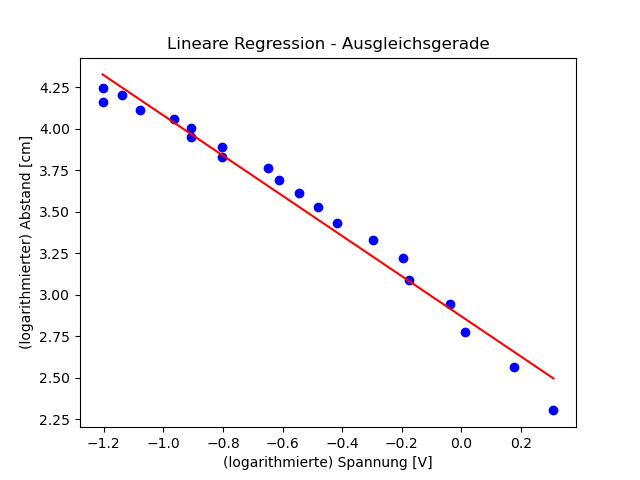 Lineare Regression - Ausgleichsgerade
(logarithmierter) Abstand [cm]
4.25
4.00
3.75
3.50
3.25
3.00
2.75
2.50
2.25
−1.2 −1.0 −0.8 −0.6 −0.4 −0.2 0.0 0.2
(logarithmierte) Spannung [V]